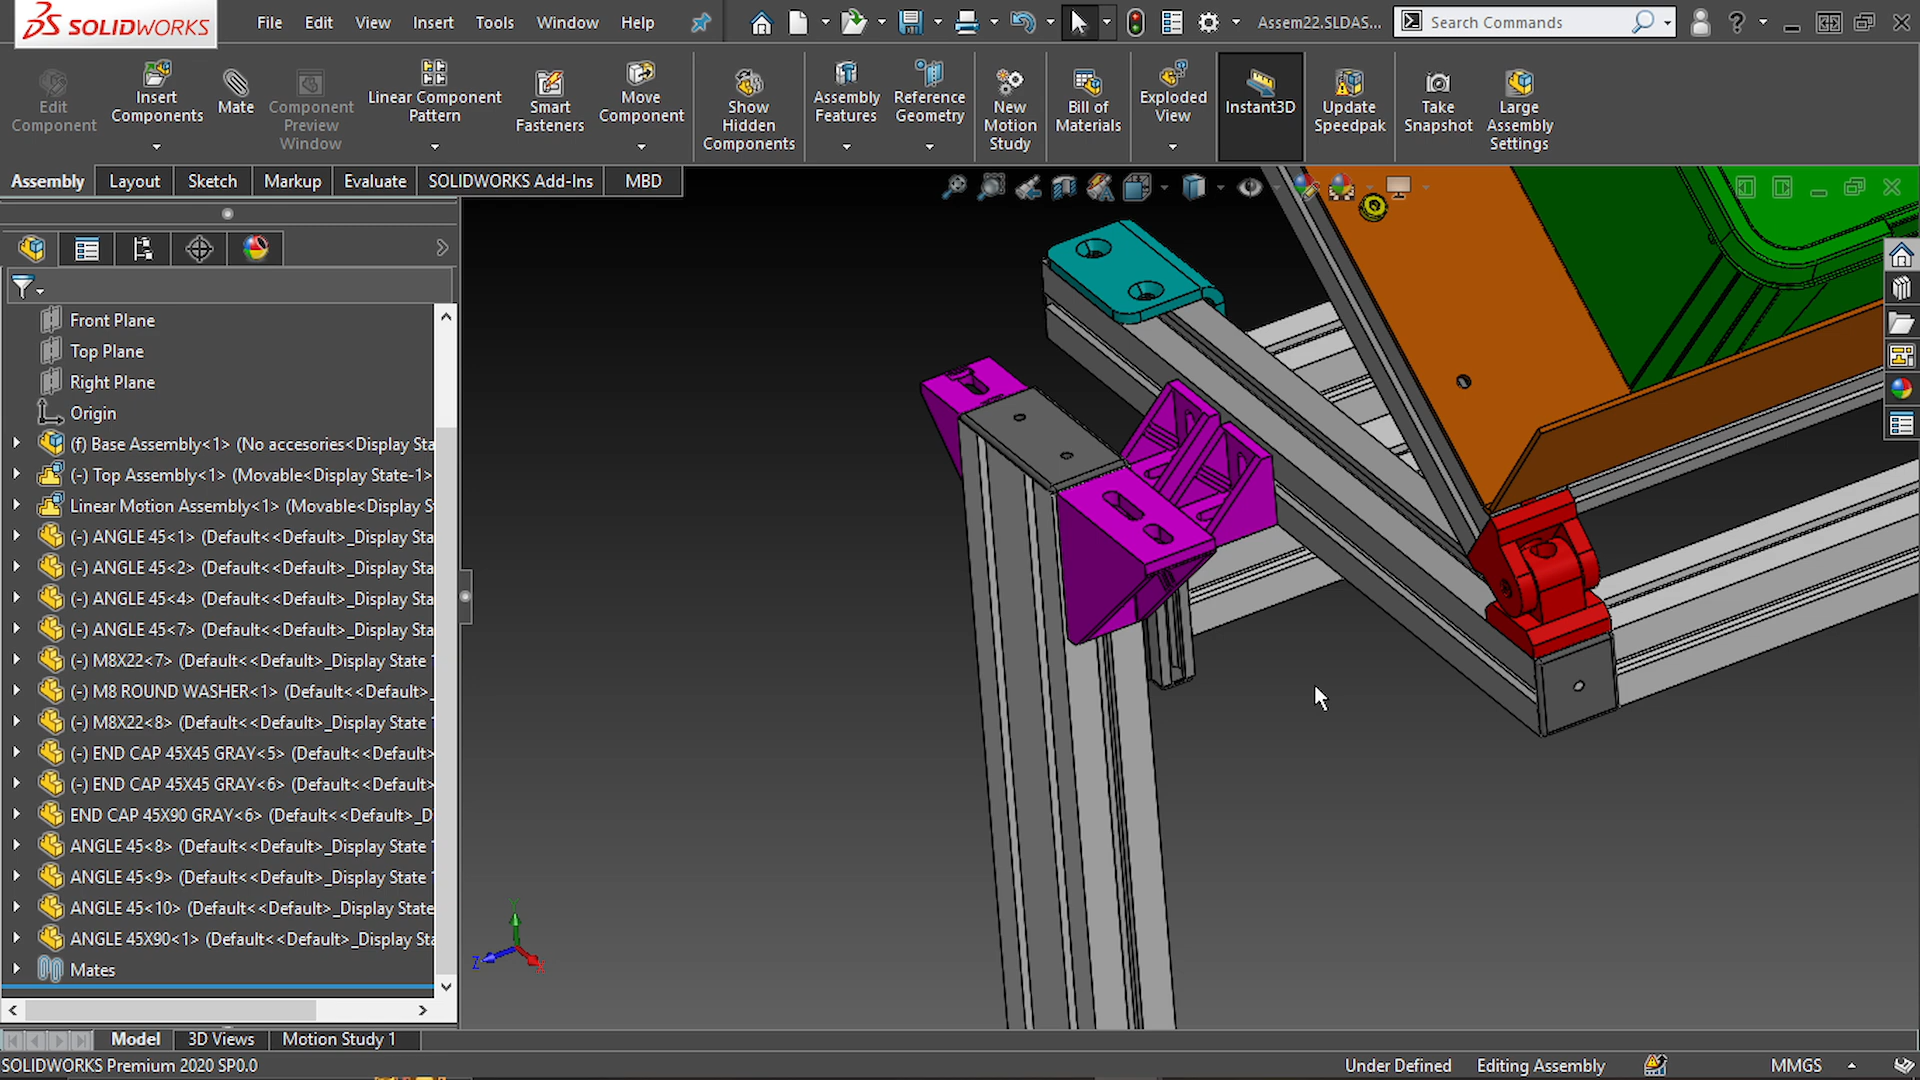 SOLIDWORKS
File Edit View Insert Tools Window Help
Assem22.SLDAS...
Search Commands
Edit Component
Insert Components
Mate
Component Preview Window
Linear Component Pattern
Smart Fasteners
Move Component
Show Hidden Components
Assembly Features
Reference Geometry
New Motion Study
Bill of Materials
Exploded View
Instant3D
Update Speedpak
Take Snapshot
Large Assembly Settings
Assembly Layout Sketch Markup Evaluate SOLIDWORKS Add-Ins MBD
Front Plane
Top Plane
Right Plane
Origin
(f) Base Assembly<1> (No accesories<Display Sta
(-) Top Assembly<1> (Movable<Display State-1>
Linear Motion Assembly<1> (Movable<Display S
(-) ANGLE 45<1> (Default<<Default>_Display Sta
(-) ANGLE 45<2> (Default<<Default>_Display Sta
(-) ANGLE 45<4> (Default<<Default>_Display Sta
(-) ANGLE 45<7> (Default<<Default>_Display Sta
(-) M8X22<7> (Default<<Default>_Display State
(-) M8 ROUND WASHER<1> (Default<<Default>_
(-) M8X22<8> (Default<<Default>_Display State
(-) END CAP 45X45 GRAY<5> (Default<<Default>
(-) END CAP 45X45 GRAY<6> (Default<<Default>
END CAP 45X90 GRAY<6> (Default<<Default>_D
ANGLE 45<8> (Default<<Default>_Display State
ANGLE 45<9> (Default<<Default>_Display State
ANGLE 45<10> (Default<<Default>_Display State
ANGLE 45X90<1> (Default<<Default>_Display Sta
Mates
Y
Z
X
Model 3D Views Motion Study 1
SOLIDWORKS Premium 2020 SP0.0
Under Defined Editing Assembly MMGS